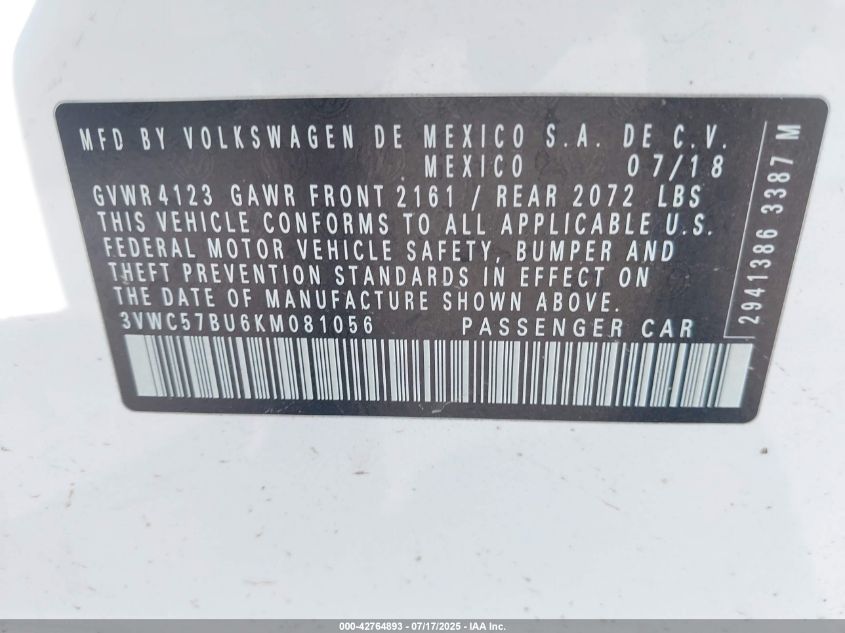 MFD BY VOLKSWAGEN DE MEXICO S.A. DE C.V.
MEXICO 07/18
GVWR 4123 GAWR FRONT 2161 / REAR 2072 LBS
THIS VEHICLE CONFORMS TO ALL APPLICABLE U.S.
FEDERAL MOTOR VEHICLE SAFETY, BUMPER AND
THEFT PREVENTION STANDARDS IN EFFECT ON
THE DATE OF MANUFACTURE SHOWN ABOVE.
3VWC57BU6KM081056 PASSENGER CAR
2941386 3387 M
000-42764893 - 07/17/2025 - IAA Inc.